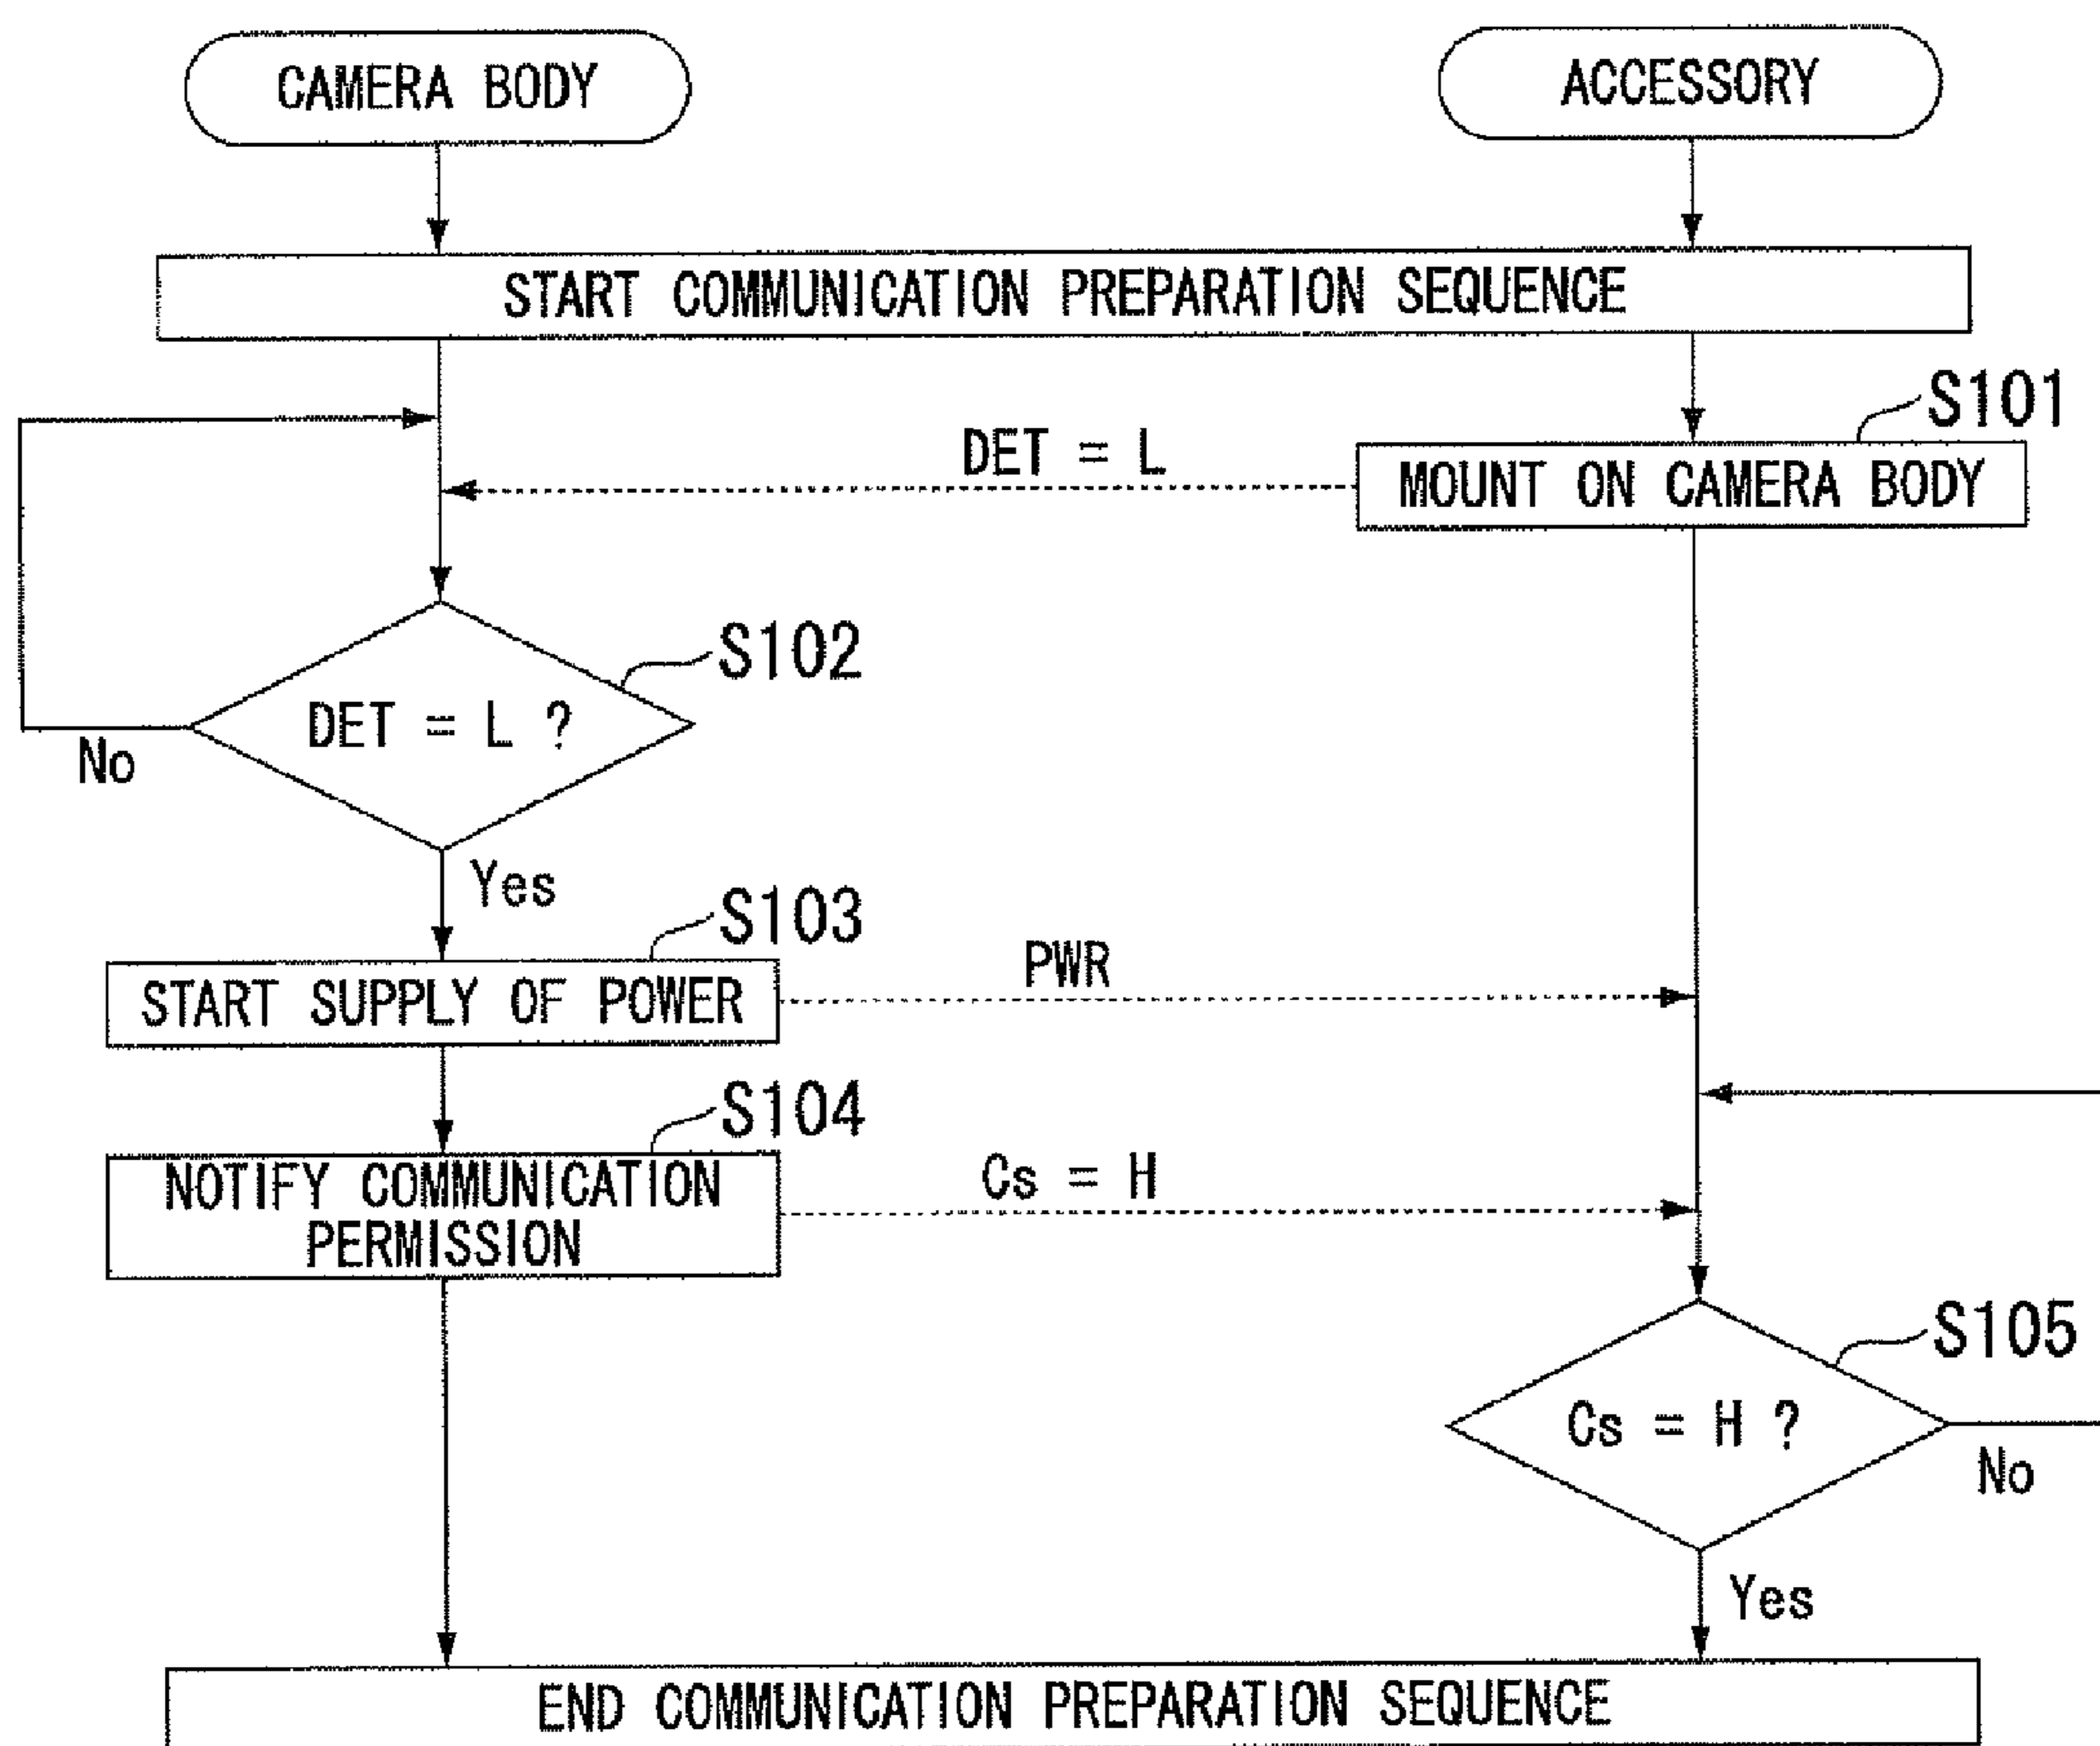 CAMERA BODY
ACCESSORY
START COMMUNICATION PREPARATION SEQUENCE
S101
DET = L
MOUNT ON CAMERA BODY
S102
DET = L ?
No
Yes
S103
START SUPPLY OF POWER
PWR
S104
NOTIFY COMMUNICATION
PERMISSION
Cs = H
S105
Cs = H ?
No
Yes
END COMMUNICATION PREPARATION SEQUENCE